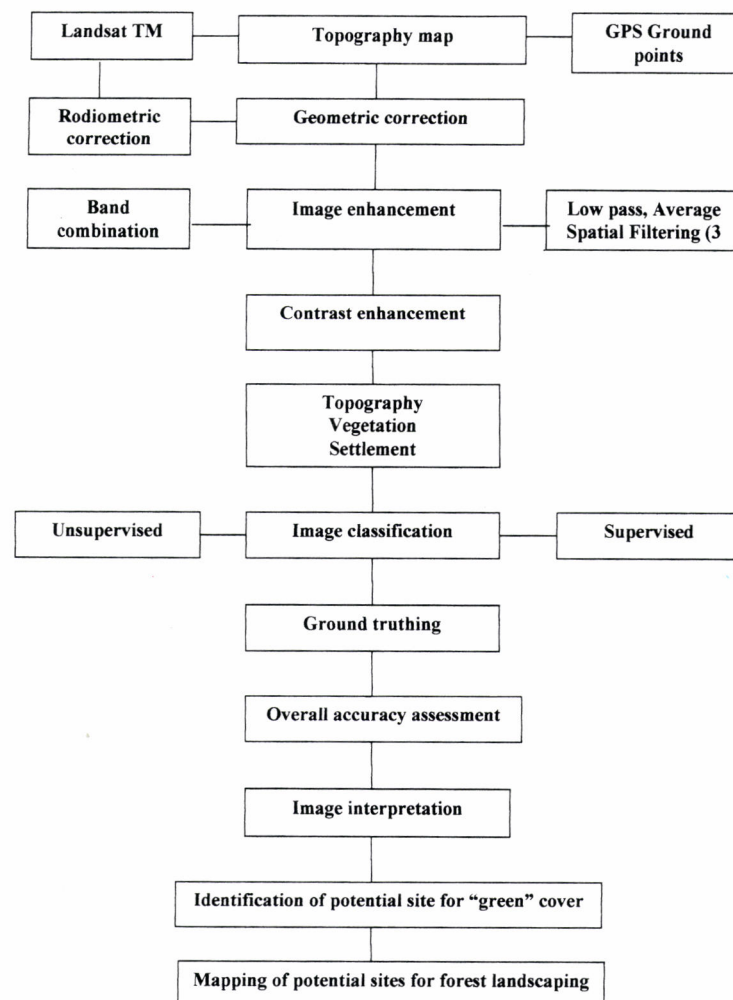 Landsat TM
Topography map
GPS Ground
points
Rodiometric
correction
Geometric correction
Band
combination
Image enhancement
Low pass, Average
Spatial Filtering (3
Contrast enhancement
Topography
Vegetation
Settlement
Unsupervised
Image classification
Supervised
Ground truthing
Overall accuracy assessment
Image interpretation
Identification of potential site for “green” cover
Mapping of potential sites for forest landscaping